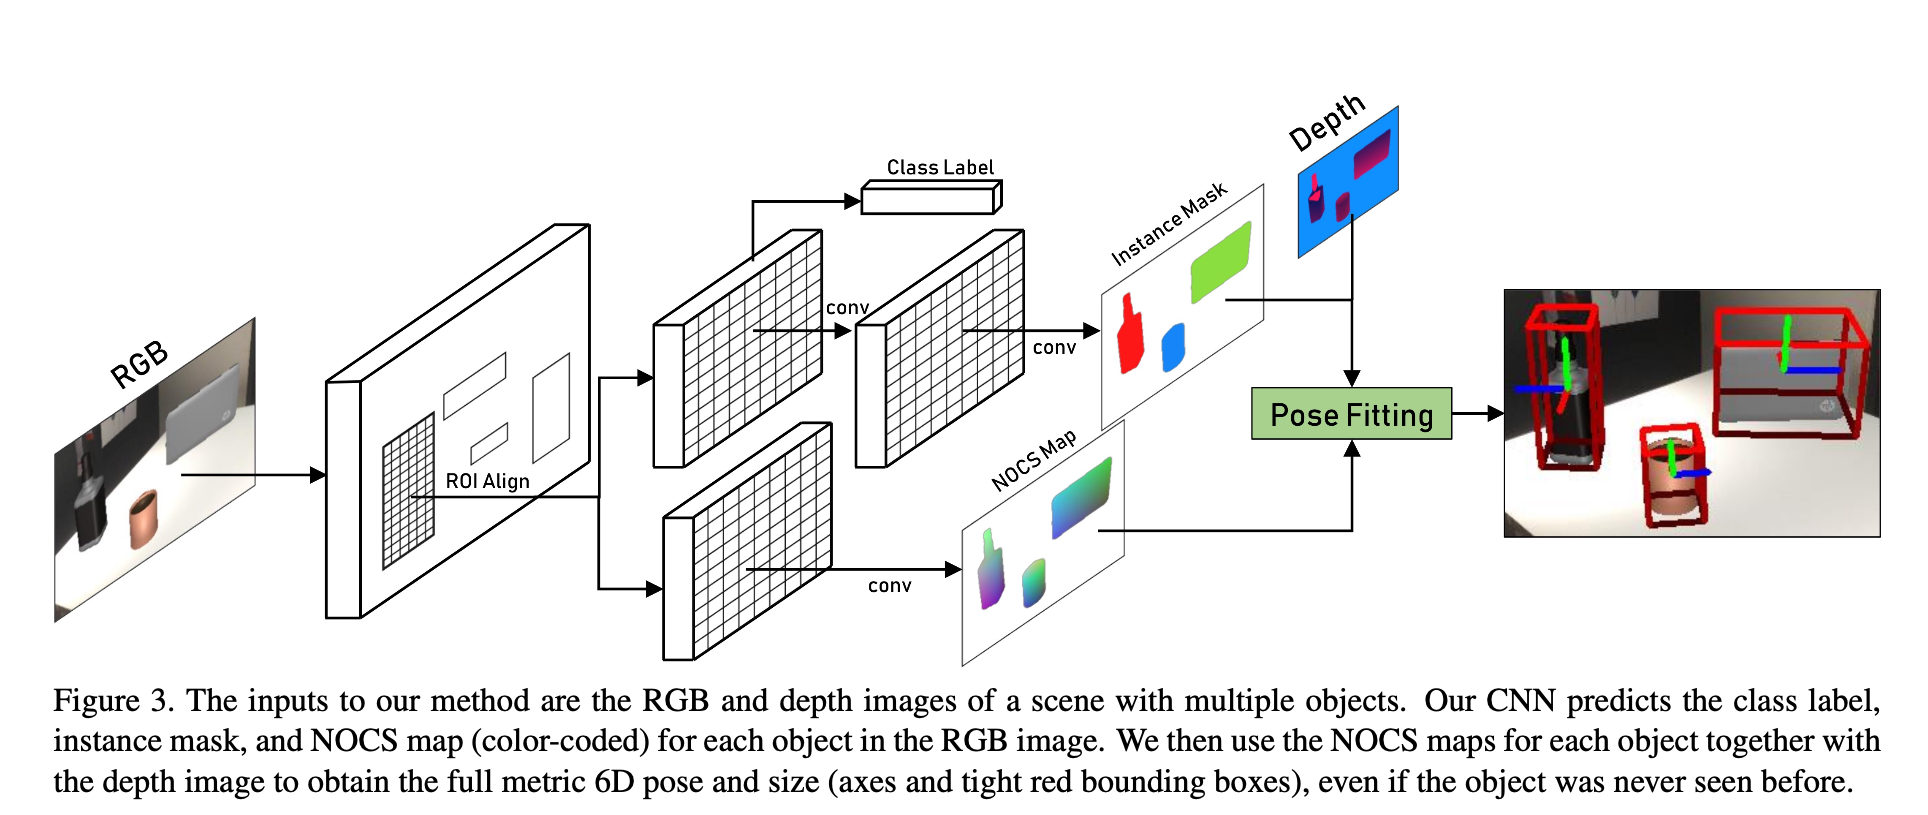 RGB
ROI Align
Class Label
conv
conv
conv
Instance Mask
NOCS Map
Depth
Pose Fitting
Figure 3. The inputs to our method are the RGB and depth images of a scene with multiple objects. Our CNN predicts the class label,
instance mask, and NOCS map (color-coded) for each object in the RGB image. We then use the NOCS maps for each object together with
the depth image to obtain the full metric 6D pose and size (axes and tight red bounding boxes), even if the object was never seen before.